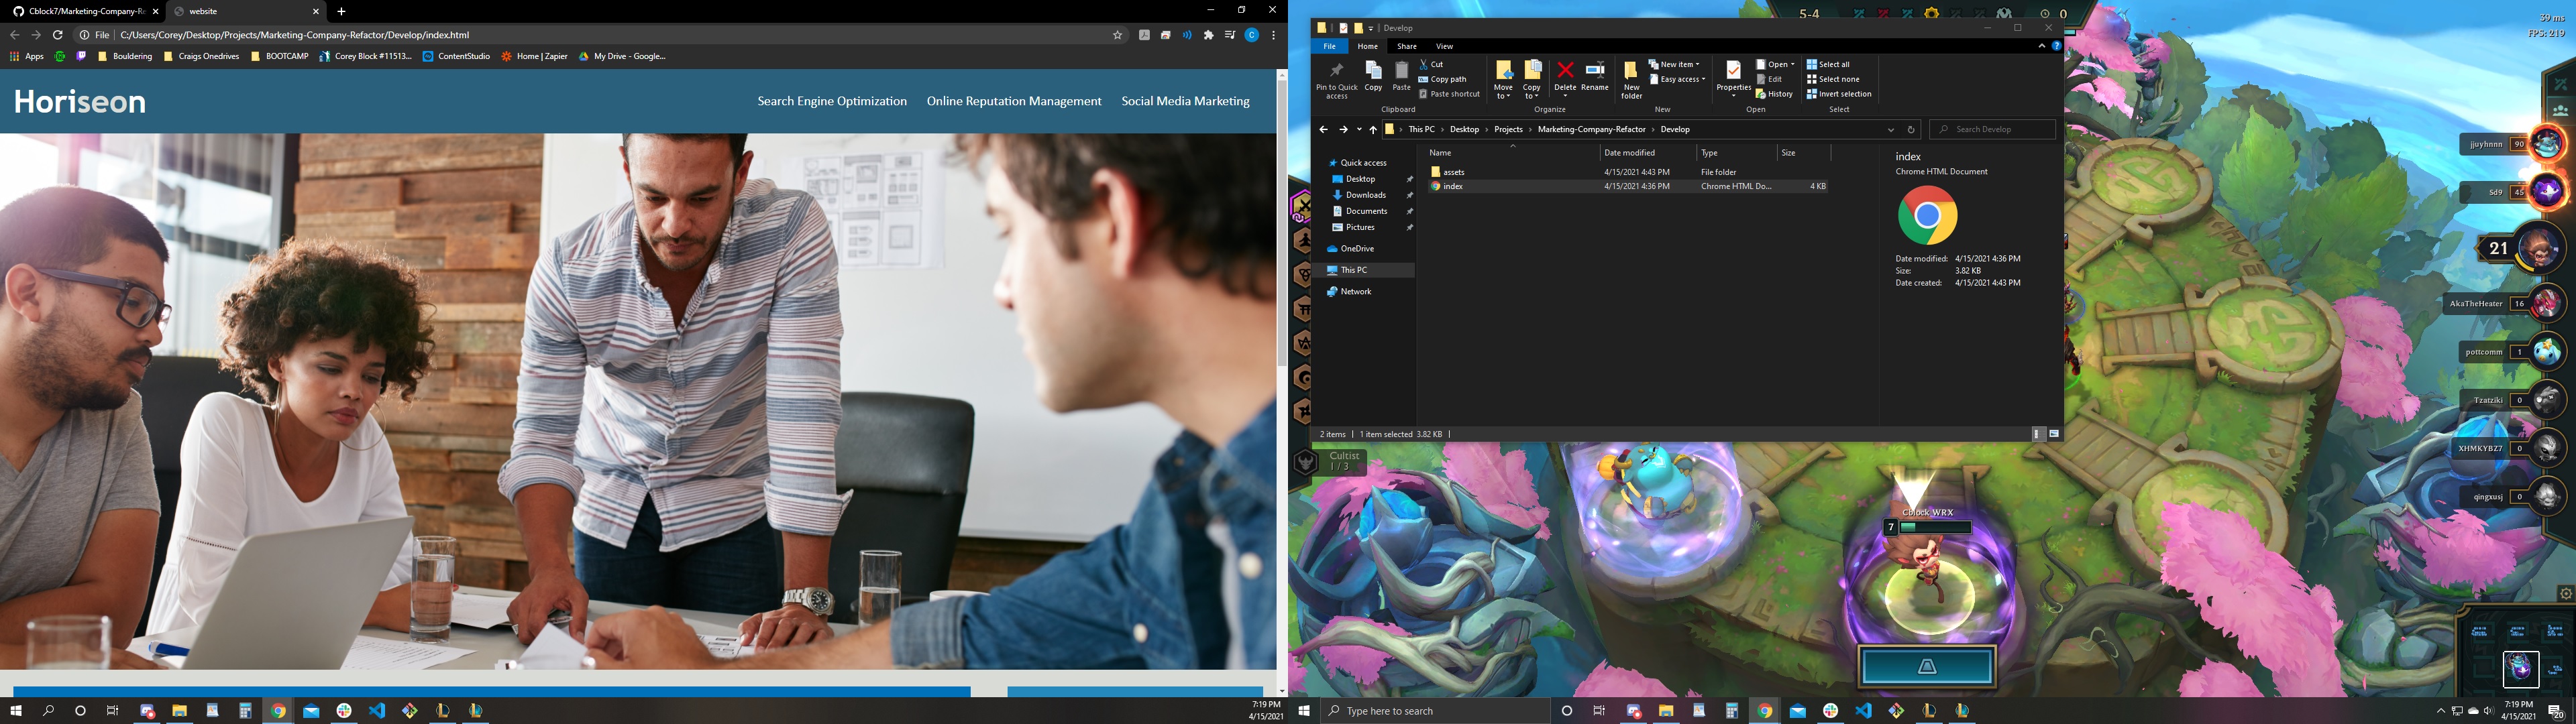 Cblock7/Marketing-Company-Re
website
File
C:/Users/Corey/Desktop/Projects/Marketing-Company-Refactor/Develop/index.html
Apps
Bouldering
Craigs Onedrives
BOOTCAMP
Corey Block #11513...
ContentStudio
Home | Zapier
My Drive - Google...
Horiseon
Search Engine Optimization
Online Reputation Management
Social Media Marketing
7:19 PM
4/15/2021
5-4
0
39 ms
FPS: 219
Develop
File
Home
Share
View
Pin to Quick access
Copy
Paste
Cut
Copy path
Paste shortcut
Clipboard
Move to
Copy to
Delete
Rename
Organize
New folder
New item
Easy access
New
Properties
Open
Edit
History
Open
Select all
Select none
Invert selection
Select
This PC > Desktop > Projects > Marketing-Company-Refactor > Develop
Search Develop
Quick access
Desktop
Downloads
Documents
Pictures
OneDrive
This PC
Network
Name
Date modified
Type
Size
assets
4/15/2021 4:43 PM
File folder
index
4/15/2021 4:36 PM
Chrome HTML Do...
4 KB
index
Chrome HTML Document
Date modified: 4/15/2021 4:36 PM
Size: 3.82 KB
Date created: 4/15/2021 4:43 PM
2 items
1 item selected 3.82 KB
jjuyhnnn 90
Sd9 45
21
AkaTheHeater 16
pottcomm 1
Tzatziki 0
XHMKYBZ7 0
qingxusj 0
Cultist
1 / 3
Cblock WRX
7
Type here to search
7:19 PM
4/15/2021
20